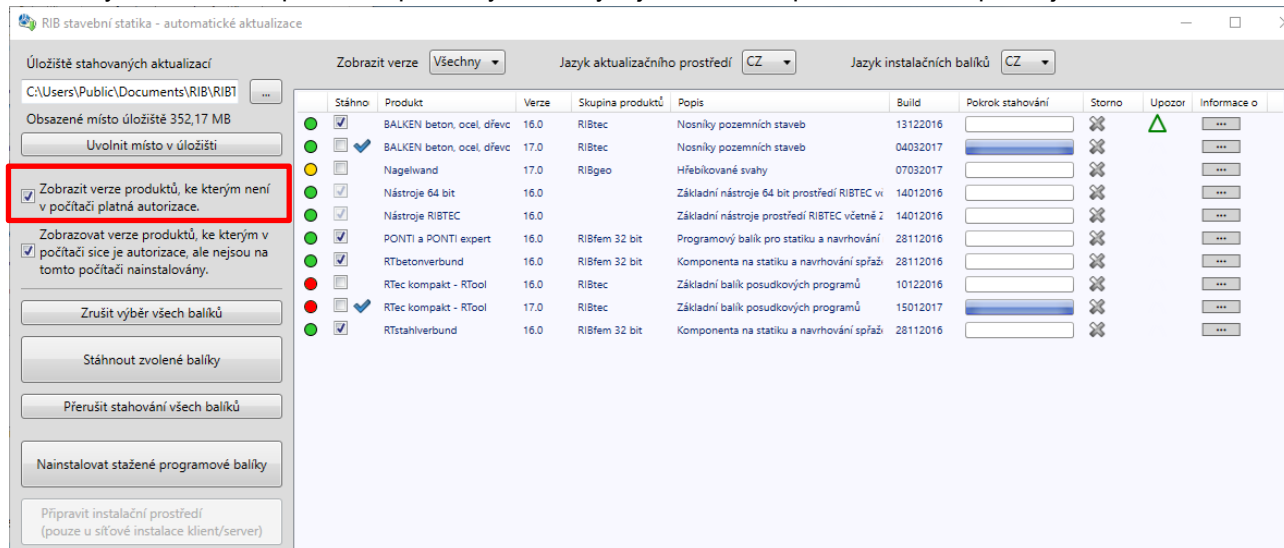 RIB stavební statika - automatické aktualizace
Úložiště stahovaných aktualizací
Zobrazit verze Všechny Jazyk aktualizačního prostředí CZ Jazyk instalačních balíků CZ
C:\Users\Public\Documents\RIB\RIBT ...
Obsazené místo úložiště 352,17 MB
Uvolnit místo v úložišti
Zobrazit verze produktů, ke kterým není
v počítači platná autorizace.
Zobrazovat verze produktů, ke kterým v
počítači sice je autorizace, ale nejsou na
tomto počítači nainstalovány.
Zrušit výběr všech balíků
Stáhnout zvolené balíky
Přerušit stahování všech balíků
Nainstalovat stažené programové balíky
Připravit instalační prostředí
(pouze u síťové instalace klient/server)
Stáhno Produkt Verze Skupina produktů Popis Build Pokrok stahování Storno Upozor Informace o
BALKEN beton, ocel, dřevo 16.0 RIBtec Nosníky pozemních staveb 13122016 ...
BALKEN beton, ocel, dřevo 17.0 RIBtec Nosníky pozemních staveb 04032017 ...
Nagelwand 17.0 RIBgeo Hřebíkované svahy 07032017 ...
Nástroje 64 bit 16.0 Základní nástroje 64 bit prostředí RIBTEC vč 14012016 ...
Nástroje RIBTEC 16.0 Základní nástroje prostředí RIBTEC včetně 2 14012016 ...
PONTI a PONTI expert 16.0 RIBfem 32 bit Programový balík pro statiku a navrhování 28112016 ...
RTbetonverbund 16.0 RIBfem 32 bit Komponenta na statiku a navrhování spřaž 28112016 ...
RTec kompakt - RTool 16.0 RIBtec Základní balík posudkových programů 10122016 ...
RTec kompakt - RTool 17.0 RIBtec Základní balík posudkových programů 15012017 ...
RTstahlverbund 16.0 RIBfem 32 bit Komponenta na statiku a navrhování spřaž 28112016 ...